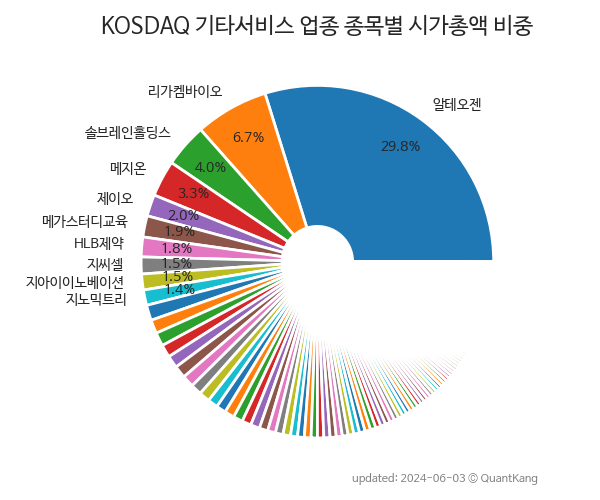 KOSDAQ 기타서비스 업종 종목별 시가총액 비중
알테오젠
29.8%
리가켐바이오
6.7%
솔브레인홀딩스
4.0%
메지온
3.3%
제이오
2.0%
메가스터디교육
1.9%
HLB제약
1.8%
지씨셀
1.5%
지아이이노베이션
1.5%
지노믹트리
1.4%
updated: 2024-06-03 © QuantKang